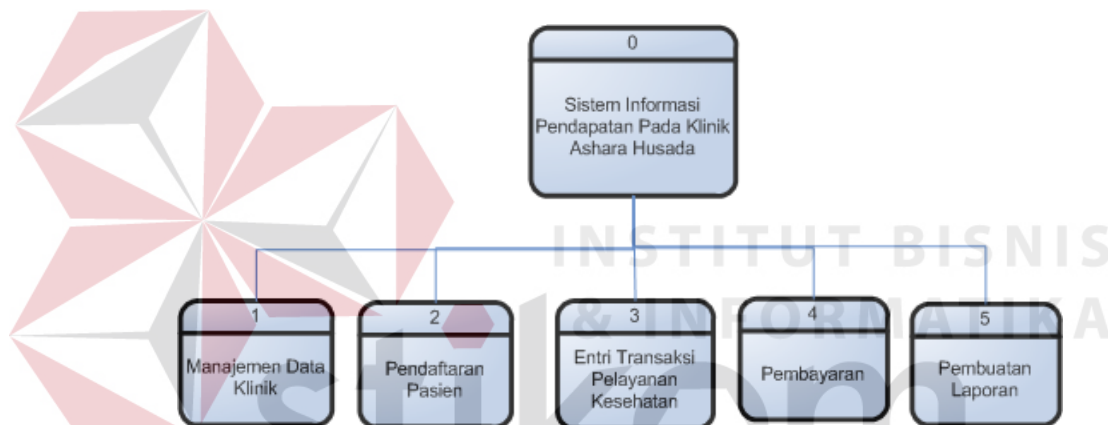 0
Sistem Informasi
Pendapatan Pada Klinik
Ashara Husada
INSTITUT BISNIS
& INFORMATIKA
1
Manajemen Data
Klinik
2
Pendaftaran
Pasien
3
Entri Transaksi
Pelayanan
Kesehatan
4
Pembayaran
5
Pembuatan
Laporan
stikom